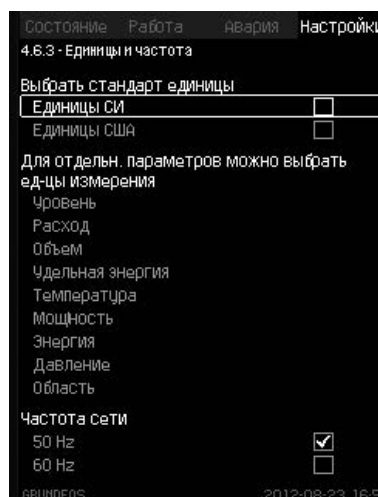 Состояние Работа Авария Настройки
4.6.3 - Единицы и частота
Выбрать стандарт единицы
Единицы СИ
Единицы США
Для отдельн. параметров можно выбрать
ед-цы измерения
Уровень
Расход
Объем
Удельная энергия
Температура
Мощность
Энергия
Давление
Область
Частота сети
50 Hz
60 Hz
GRUNDFOS 2012-08-23 16:5